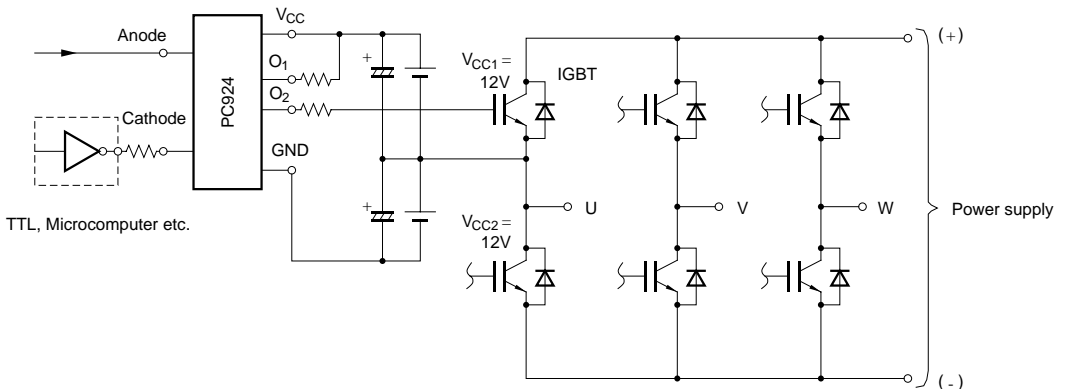 Anode
Cathode
TTL, Microcomputer etc.
PC924
VCC
O1
O2
GND
VCC1 =
12V
IGBT
VCC2 =
12V
U
V
W
(+)
Power supply
(-)